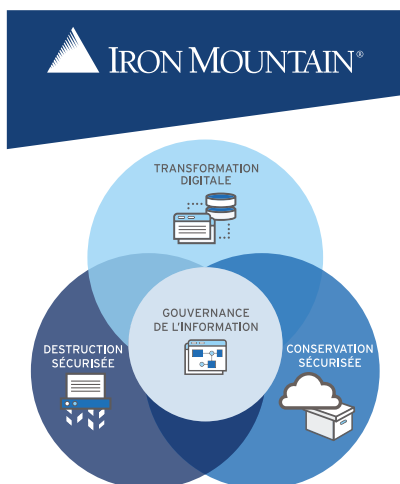 IRON MOUNTAIN®
TRANSFORMATION
DIGITALE
GOUVERNANCE
DE L'INFORMATION
DESTRUCTION
SÉCURISÉE
CONSERVATION
SÉCURISÉE